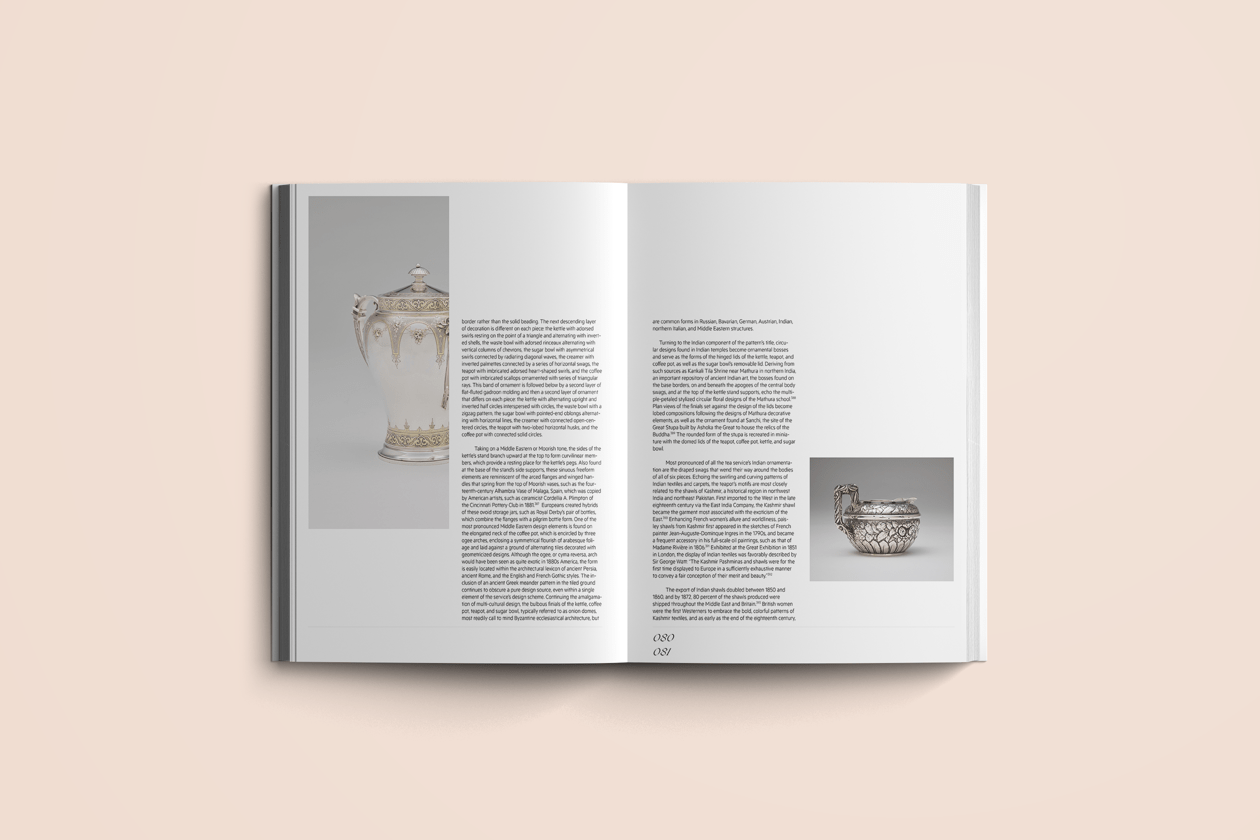 border rather than the solid beading. The next descending layer
of decoration is different on each piece: the kettle with adorsed
swirls resting on the point of a triangle and alternating with invert-
ed shells, the waste bowl with adorsed rinceaux alternating with
vertical columns of chevrons, the sugar bowl with asymmetrical
swirls connected by radiating diagonal waves, the creamer with
inverted palmettes connected by a series of horizontal swags, the
teapot with imbricated adorsed heart-shaped swirls, and the coffee
pot with imbricated scallops ornamented with series of triangular
rays. This band of ornament is followed below by a second layer of
flat-fluted gadroon molding and then a second layer of ornament
that differs on each piece: the kettle with alternating upright and
inverted half circles interspersed with circles, the waste bowl with a
zigzag pattern, the sugar bowl with pointed-end oblongs alternat-
ing with horizontal lines, the creamer with connected open-cen-
tered circles, the teapot with two-lobed horizontal husks, and the
coffee pot with connected solid circles.
Taking on a Middle Eastern or Moorish tone, the sides of the
kettle's stand branch upward at the top to form curvilinear mem-
bers, which provide a resting place for the kettle's pegs. Also found
at the base of the stand's side supports, these sinuous freeform
elements are reminiscent of the arced flanges and winged han-
dles that spring from the top of Moorish vases, such as the four-
teenth-century Alhambra Vase of Malaga, Spain, which was copied
by American artists, such as ceramicist Cordelia A. Plimpton of
the Cincinnati Pottery Club in 1881. Europeans created hybrids
of these ovoid storage jars, such as Royal Derby's pair of bottles,
which combine the flanges with a pilgrim bottle form. One of the
most pronounced Middle Eastern design elements is found on
the elongated neck of the coffee pot, which is encircled by three
ogee arches, enclosing a symmetrical flourish of arabesque foli-
age and laid against a ground of alternating tiles decorated with
geometricized designs. Although the ogee, or cyma reversa, arch
would have been seen as quite exotic in 1880s America, the form
is easily located within the architectural lexicon of ancient Persia,
ancient Rome, and the English and French Gothic styles. The in-
clusion of an ancient Greek meander pattern in the tiled ground
continues to obscure a pure design source, even within a single
element of the service's design scheme. Continuing the amalgama-
tion of multi-cultural design, the bulbous finials of the kettle, coffee
pot, teapot, and sugar bowl, typically referred to as onion domes,
most readily call to mind Byzantine ecclesiastical architecture, but
are common forms in Russian, Bavarian, German, Austrian, Indian,
northern Italian, and Middle Eastern structures.
Turning to the Indian component of the pattern's title, circu-
lar designs found in Indian temples become ornamental bosses
and serve as the forms of the hinged lids of the kettle, teapot, and
coffee pot, as well as the sugar bowl's removable lid. Deriving from
such sources as Kankali Tila Shrine near Mathura in northern India,
an important repository of ancient Indian art, the bosses found on
the base borders, on and beneath the apogees of the central body
swags, and at the top of the kettle stand supports, echo the multi-
ple-petaled stylized circular floral designs of the Mathura school.
Plan views of the finials set against the design of the lids become
lobed compositions following the designs of Mathura decorative
elements, as well as the ornament found at Sanchi, the site of the
Great Stupa built by Ashoka the Great to house the relics of the
Buddha. The rounded form of the stupa is recreated in minia-
ture with the domed lids of the teapot, coffee pot, kettle, and sugar
bowl.
Most pronounced of all the tea service's Indian ornamenta-
tion are the draped swags that wend their way around the bodies
of all of six pieces. Echoing the swirling and curving patterns of
Indian textiles and carpets, the teapot's motifs are most closely
related to the shawls of Kashmir, a historical region in northwest
India and northeast Pakistan. First imported to the West in the late
eighteenth century via the East India Company, the Kashmir shawl
became the garment most associated with the exoticism of the
East. Enhancing French women's allure and worldliness, pais-
ley shawls from Kashmir first appeared in the sketches of French
painter Jean-Auguste-Dominique Ingres in the 1790s, and became
a frequent accessory in his full-scale oil paintings, such as that of
Madame Rivière in 1806. Exhibited at the Great Exhibition in 1851
in London, the display of Indian textiles was favorably described by
Sir George Watt: "The Kashmir Pashminas and shawls were for the
first time displayed to Europe in a sufficiently exhaustive manner
to convey a fair conception of their merit and beauty."
The export of Indian shawls doubled between 1850 and
1860, and by 1872, 80 percent of the shawls produced were
shipped throughout the Middle East and Britain. British women
were the first Westerners to embrace the bold, colorful patterns of
Kashmir textiles, and as early as the end of the eighteenth century,
080
081